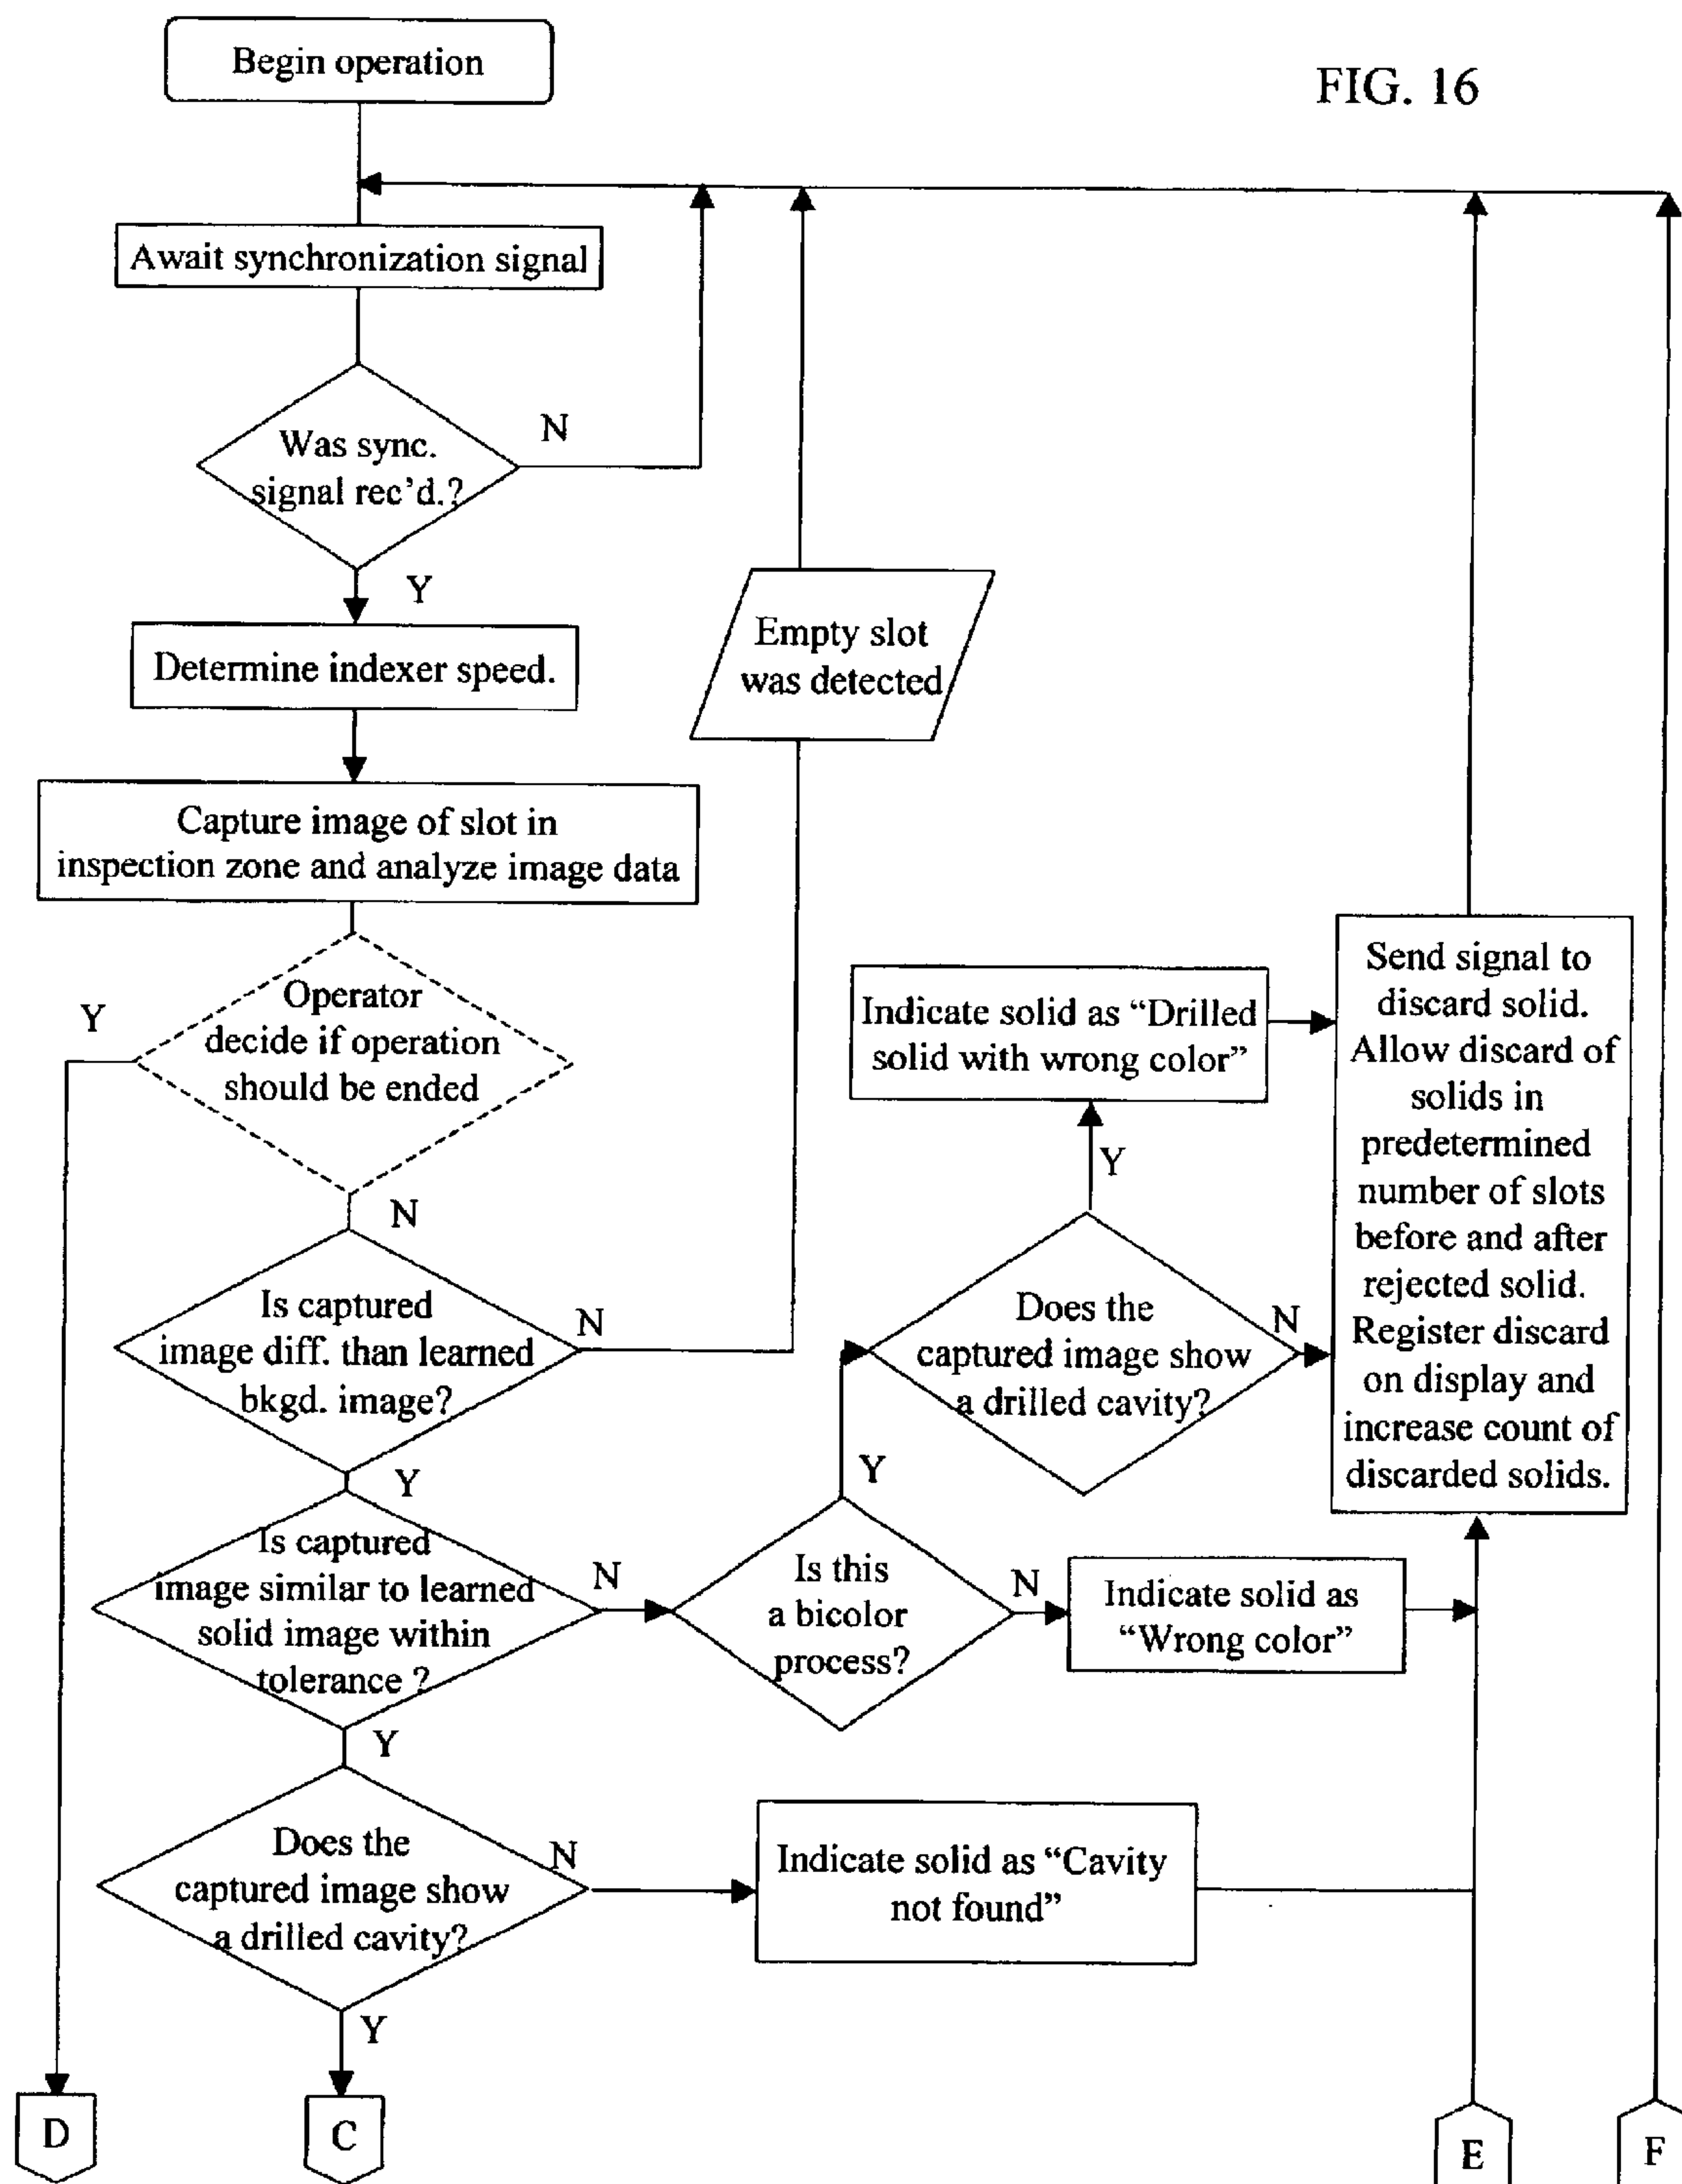 FIG. 16
Begin operation
Await synchronization signal
Was sync.
signal rec’d.?
N
Y
Determine indexer speed.
Empty slot
was detected
Capture image of slot in
inspection zone and analyze image data
Operator
decide if operation
should be ended
Y
N
Is captured
image diff. than learned
bkgd. image?
N
Y
Is captured
image similar to learned
solid image within
tolerance ?
N
Y
Is this
a bicolor
process?
Y
N
Indicate solid as
“Wrong color”
Does the
captured image show
a drilled cavity?
Y
N
Indicate solid as “Drilled
solid with wrong color”
Send signal to
discard solid.
Allow discard of
solids in
predetermined
number of slots
before and after
rejected solid.
Register discard
on display and
increase count of
discarded solids.
Does the
captured image show
a drilled cavity?
N
Y
Indicate solid as “Cavity
not found”
D
C
E
F